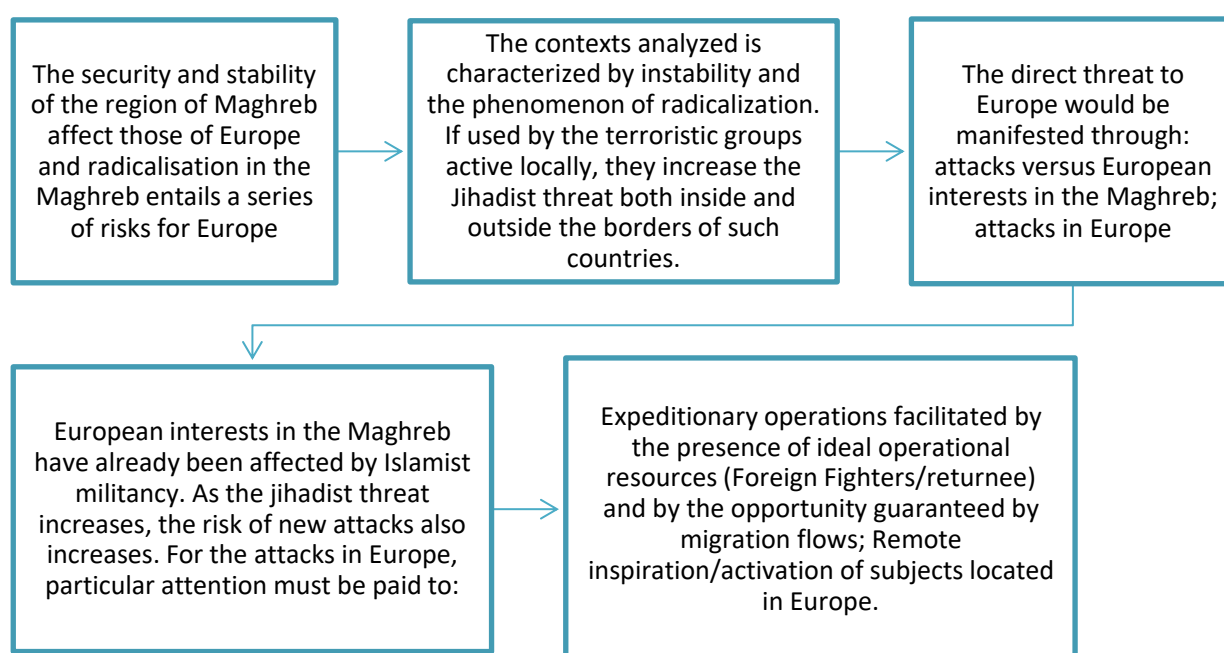 The security and stability
of the region of Maghreb
affect those of Europe
and radicalisation in the
Maghreb entails a series
of risks for Europe
The contexts analyzed is
characterized by instability and
the phenomenon of radicalization.
If used by the terroristic groups
active locally, they increase the
Jihadist threat both inside and
outside the borders of such
countries.
The direct threat to
Europe would be
manifested through:
attacks versus European
interests in the Maghreb;
attacks in Europe
European interests in the Maghreb
have already been affected by Islamist
militancy. As the jihadist threat
increases, the risk of new attacks also
increases. For the attacks in Europe,
particular attention must be paid to:
Expeditionary operations facilitated by
the presence of ideal operational
resources (Foreign Fighters/returnee)
and by the opportunity guaranteed by
migration flows; Remote
inspiration/activation of subjects located
in Europe.